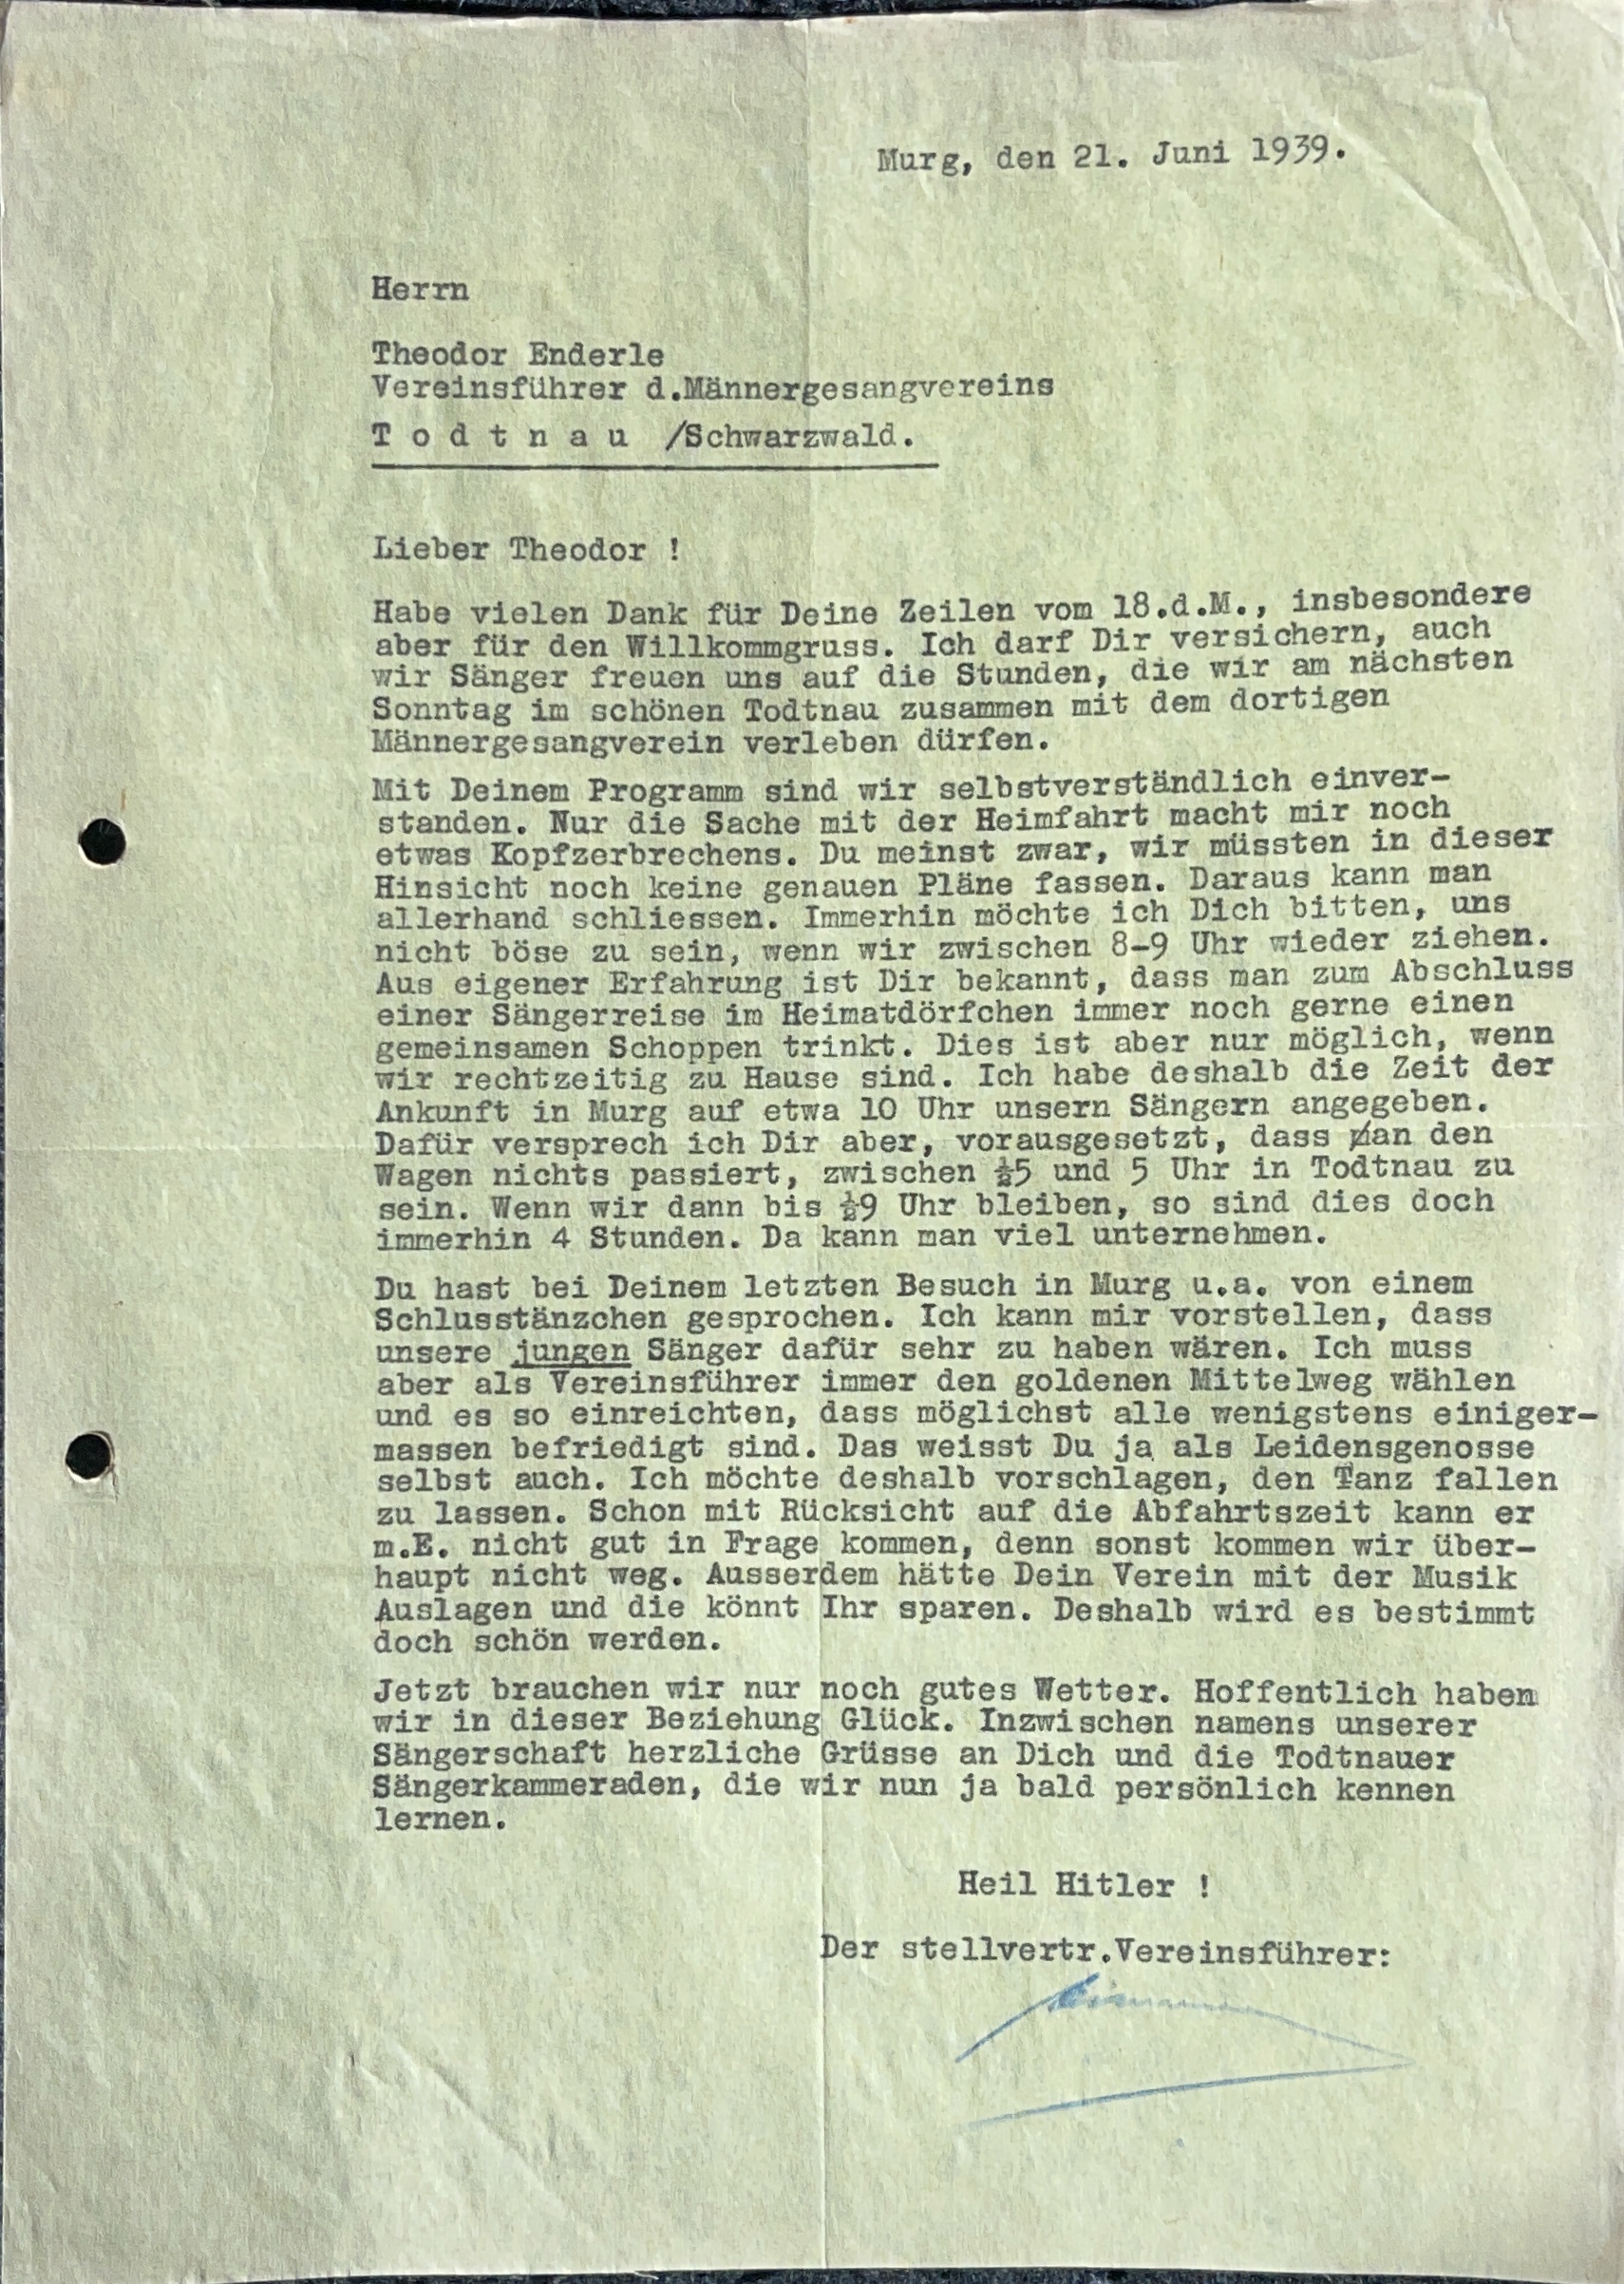 Murg, den 21. Juni 1939.
Herrn
Theodor Enderle
Vereinsführer d.Männergesangvereins
T o d t n a u /Schwarzwald.
Lieber Theodor !
Habe vielen Dank für Deine Zeilen vom 18.d.M., insbesondere
aber für den Willkommgruss. Ich darf Dir versichern, auch
wir Sänger freuen uns auf die Stunden, die wir am nächsten
Sonntag im schönen Todtnau zusammen mit dem dortigen
Männergesangverein verleben dürfen.
Mit Deinem Programm sind wir selbstverständlich einver-
standen. Nur die Sache mit der Heimfahrt macht mir noch
etwas Kopfzerbrechens. Du meinst zwar, wir müssten in dieser
Hinsicht noch keine genauen Pläne fassen. Daraus kann man
allerhand schliessen. Immerhin möchte ich Dich bitten, uns
nicht böse zu sein, wenn wir zwischen 8-9 Uhr wieder ziehen.
Aus eigener Erfahrung ist Dir bekannt, dass man zum Abschluss
einer Sängerreise im Heimatdörfchen immer noch gerne einen
gemeinsamen Schoppen trinkt. Dies ist aber nur möglich, wenn
wir rechtzeitig zu Hause sind. Ich habe deshalb die Zeit der
Ankunft in Murg auf etwa 10 Uhr unsern Sängern angegeben.
Dafür versprech ich Dir aber, vorausgesetzt, dass an den
Wagen nichts passiert, zwischen ½5 und 5 Uhr in Todtnau zu
sein. Wenn wir dann bis ½9 Uhr bleiben, so sind dies doch
immerhin 4 Stunden. Da kann man viel unternehmen.
Du hast bei Deinem letzten Besuch in Murg u.a. von einem
Schlusstänzchen gesprochen. Ich kann mir vorstellen, dass
unsere jungen Sänger dafür sehr zu haben wären. Ich muss
aber als Vereinsführer immer den goldenen Mittelweg wählen
und es so einreichten, dass möglichst alle wenigstens einiger-
massen befriedigt sind. Das weisst Du ja als Leidensgenosse
selbst auch. Ich möchte deshalb vorschlagen, den Tanz fallen
zu lassen. Schon mit Rücksicht auf die Abfahrtszeit kann er
m.E. nicht gut in Frage kommen, denn sonst kommen wir über-
haupt nicht weg. Ausserdem hätte Dein Verein mit der Musik
Auslagen und die könnt Ihr sparen. Deshalb wird es bestimmt
doch schön werden.
Jetzt brauchen wir nur noch gutes Wetter. Hoffentlich haben
wir in dieser Beziehung Glück. Inzwischen namens unserer
Sängerschaft herzliche Grüsse an Dich und die Todtnauer
Sängerkammeraden, die wir nun ja bald persönlich kennen
lernen.
Heil Hitler !
Der stellvertr.Vereinsführer: